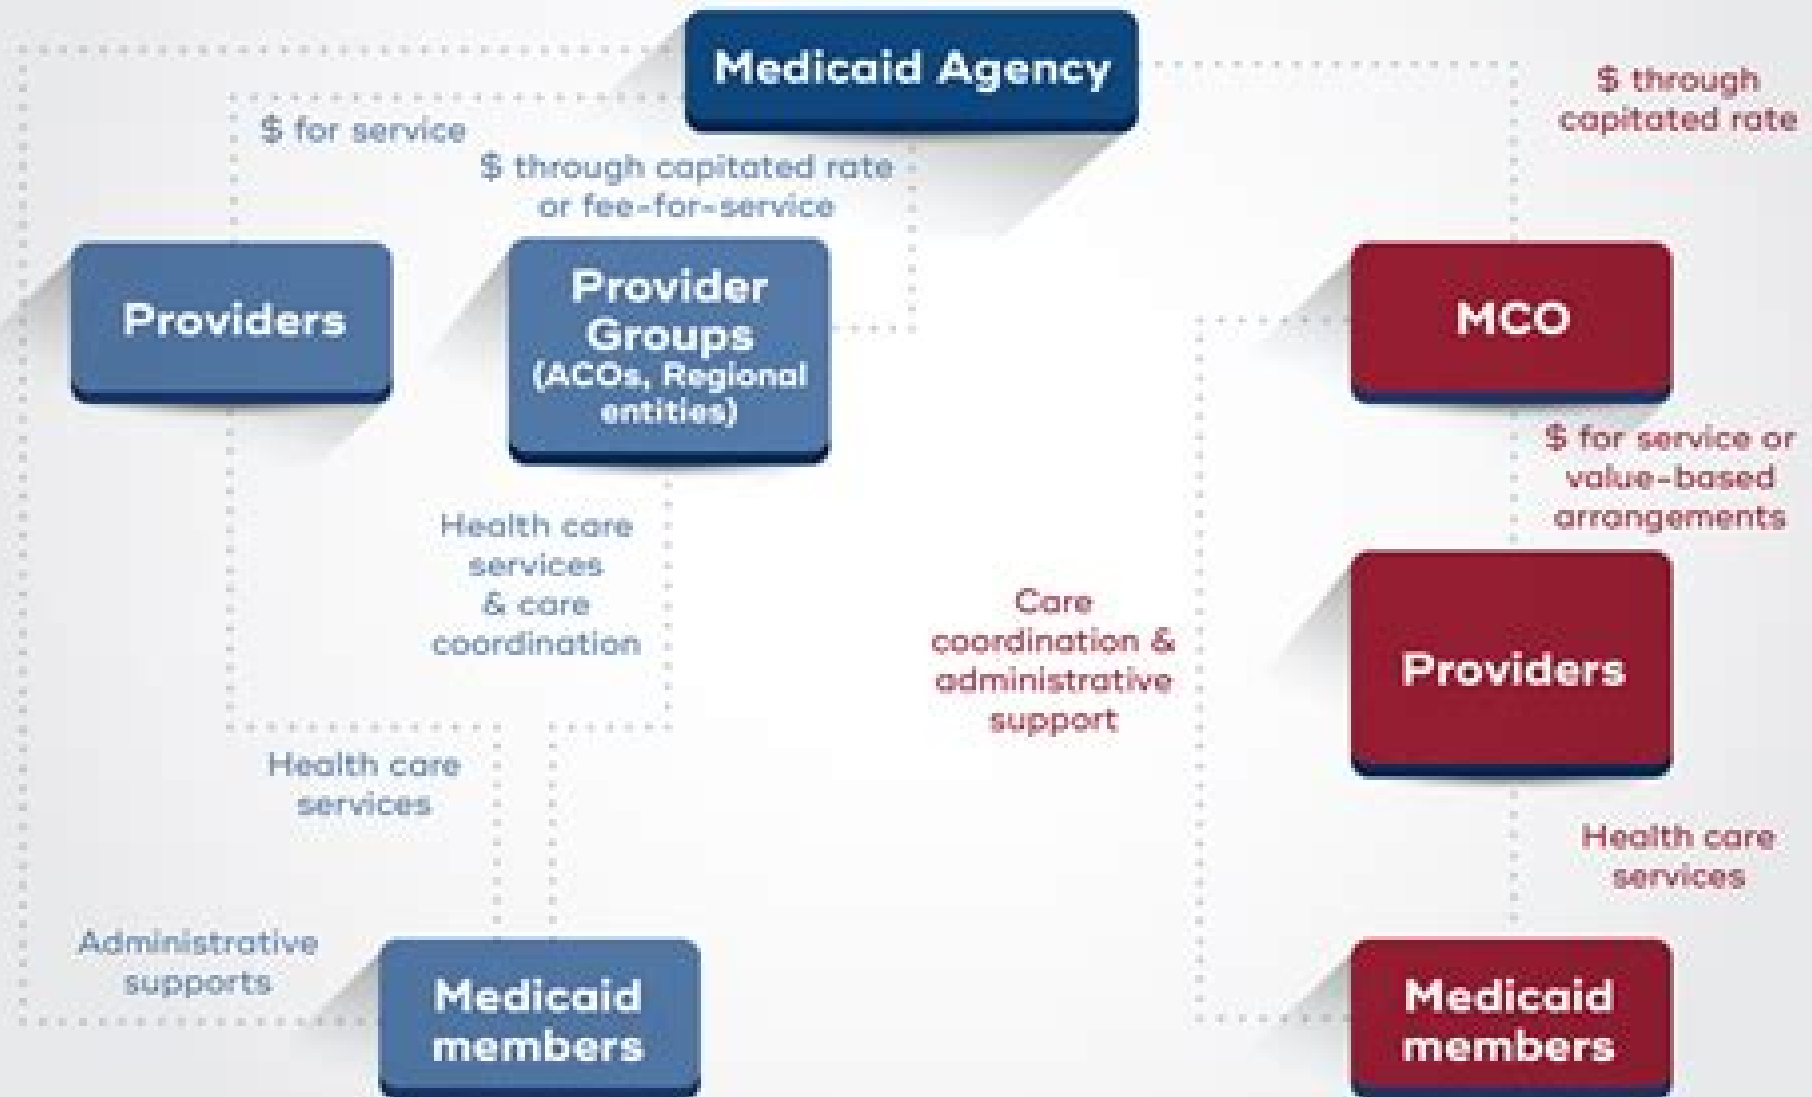 Medicaid Agency
$ through
capitated rate
$ for service
$ through capitated rate
or fee-for-service
Providers
Provider
Groups
(ACOs, Regional
entities)
MCO
$ for service or
value-based
arrangements
Health care
services
& care
coordination
Care
coordination &
administrative
support
Providers
Health care
services
Health care
services
Administrative
supports
Medicaid
members
Medicaid
members